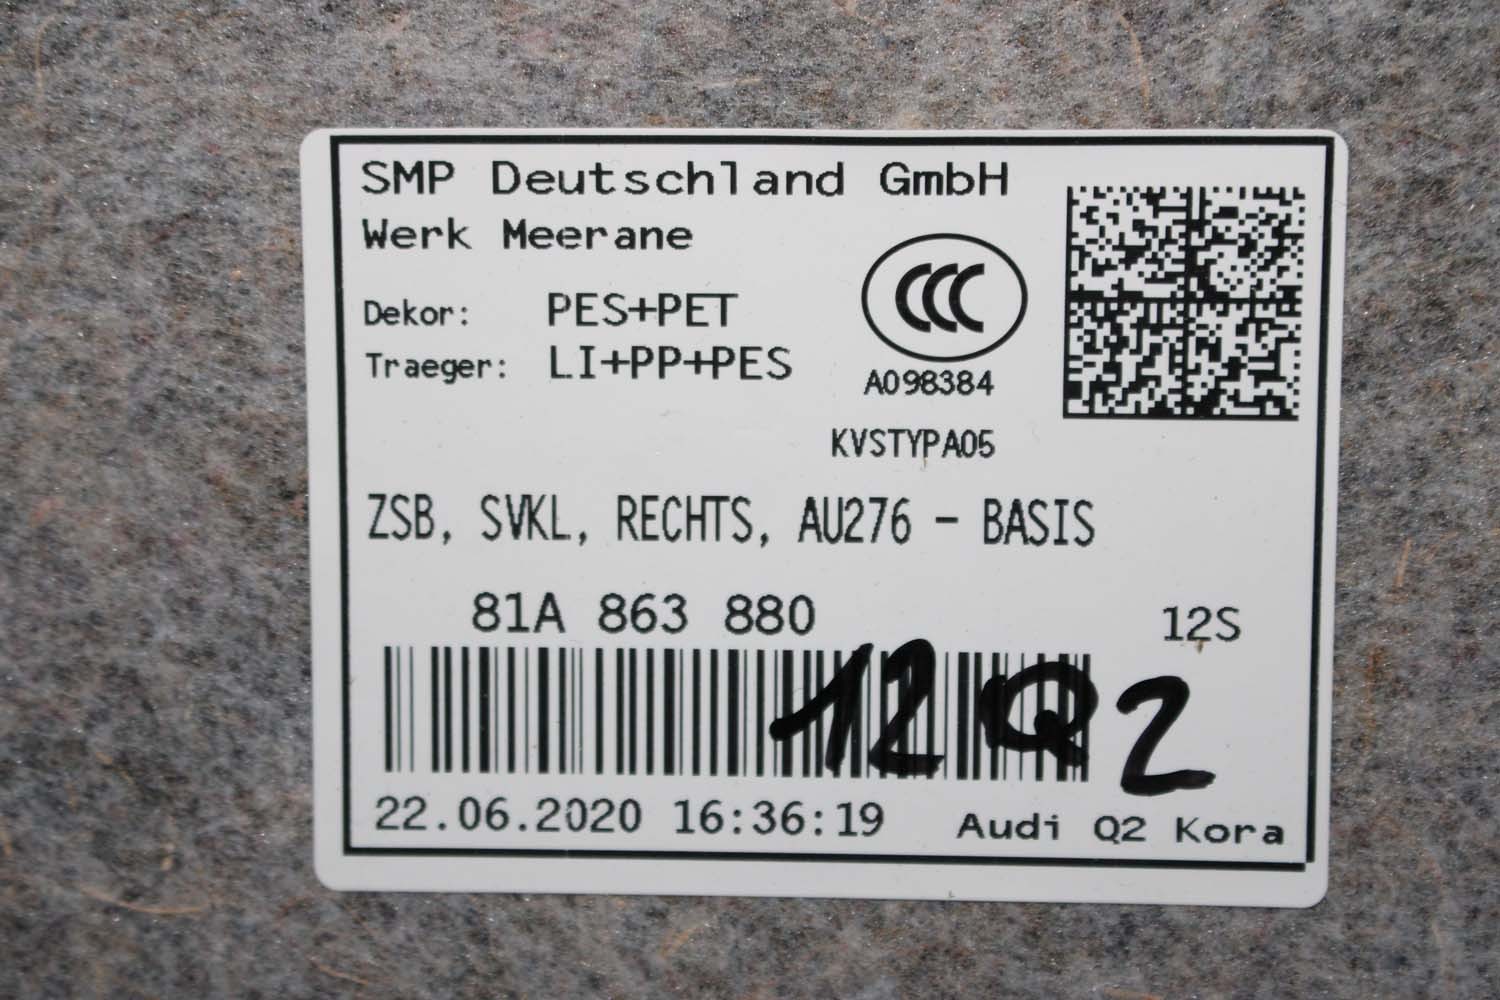 SMP Deutschland GmbH
Werk Meerane
Dekor: PES+PET
Traeger: LI+PP+PES
CCC
A098384
KVSTYPA05
ZSB, SVKL, RECHTS, AU276 - BASIS
81A 863 880 12S
12 Q2
22.06.2020 16:36:19 Audi Q2 Kora